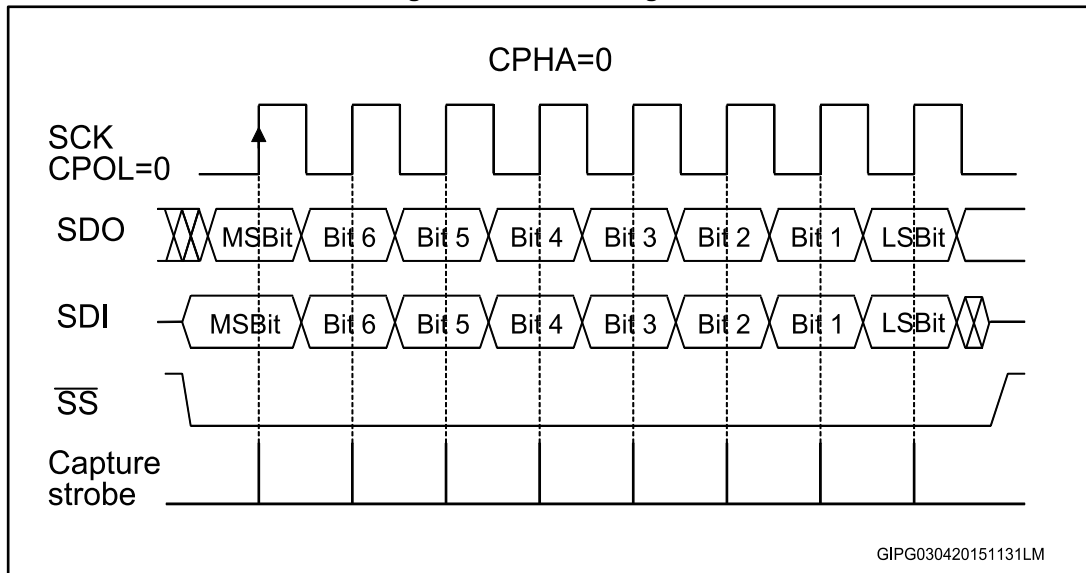 CPHA=0
SCK
CPOL=0
SDO
MSBit Bit 6 Bit 5 Bit 4 Bit 3 Bit 2 Bit 1 LSBit
SDI
MSBit Bit 6 Bit 5 Bit 4 Bit 3 Bit 2 Bit 1 LSBit
SS
Capture
strobe
GIPG030420151131LM